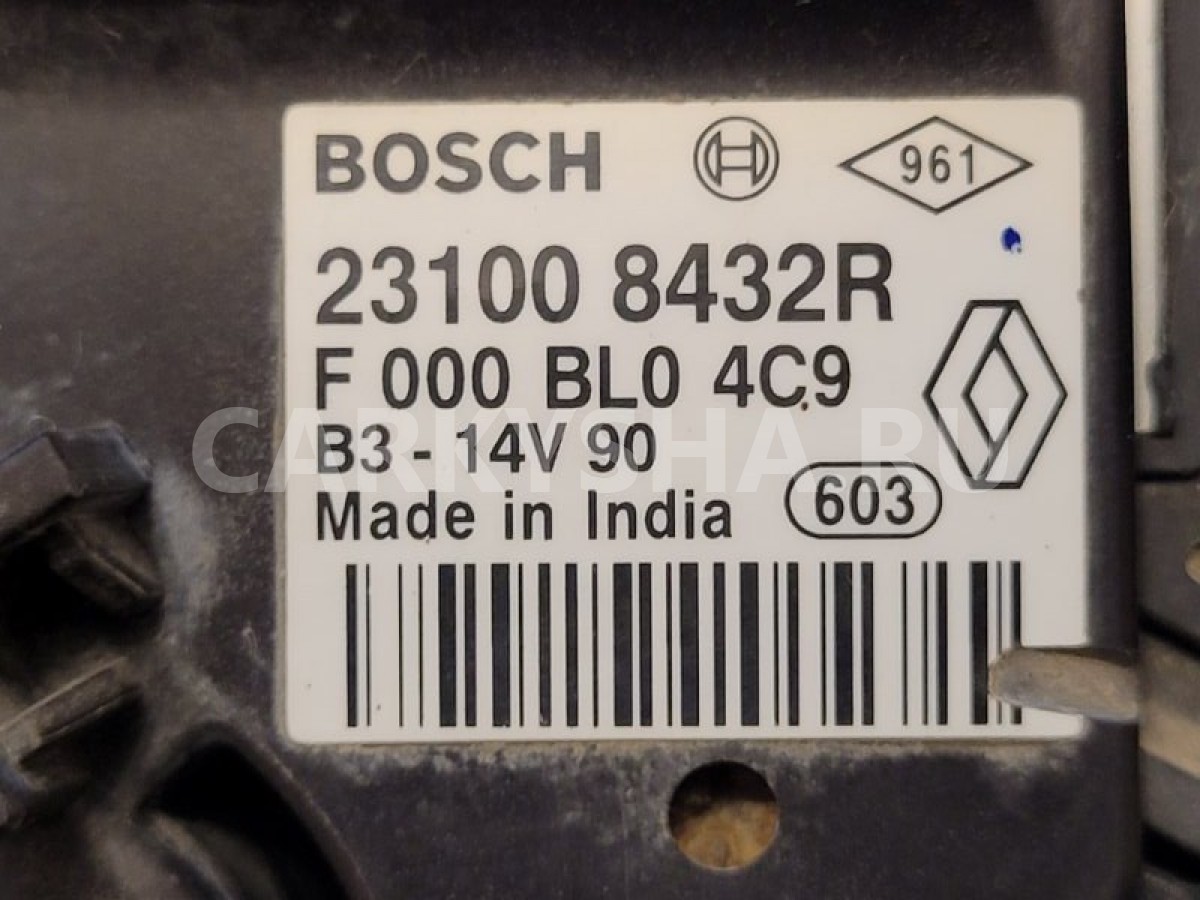 BOSCH 961
23100 8432R
F 000 BL0 4C9
B3 - 14V 90
CARKYSHA.RU
Made in India 603